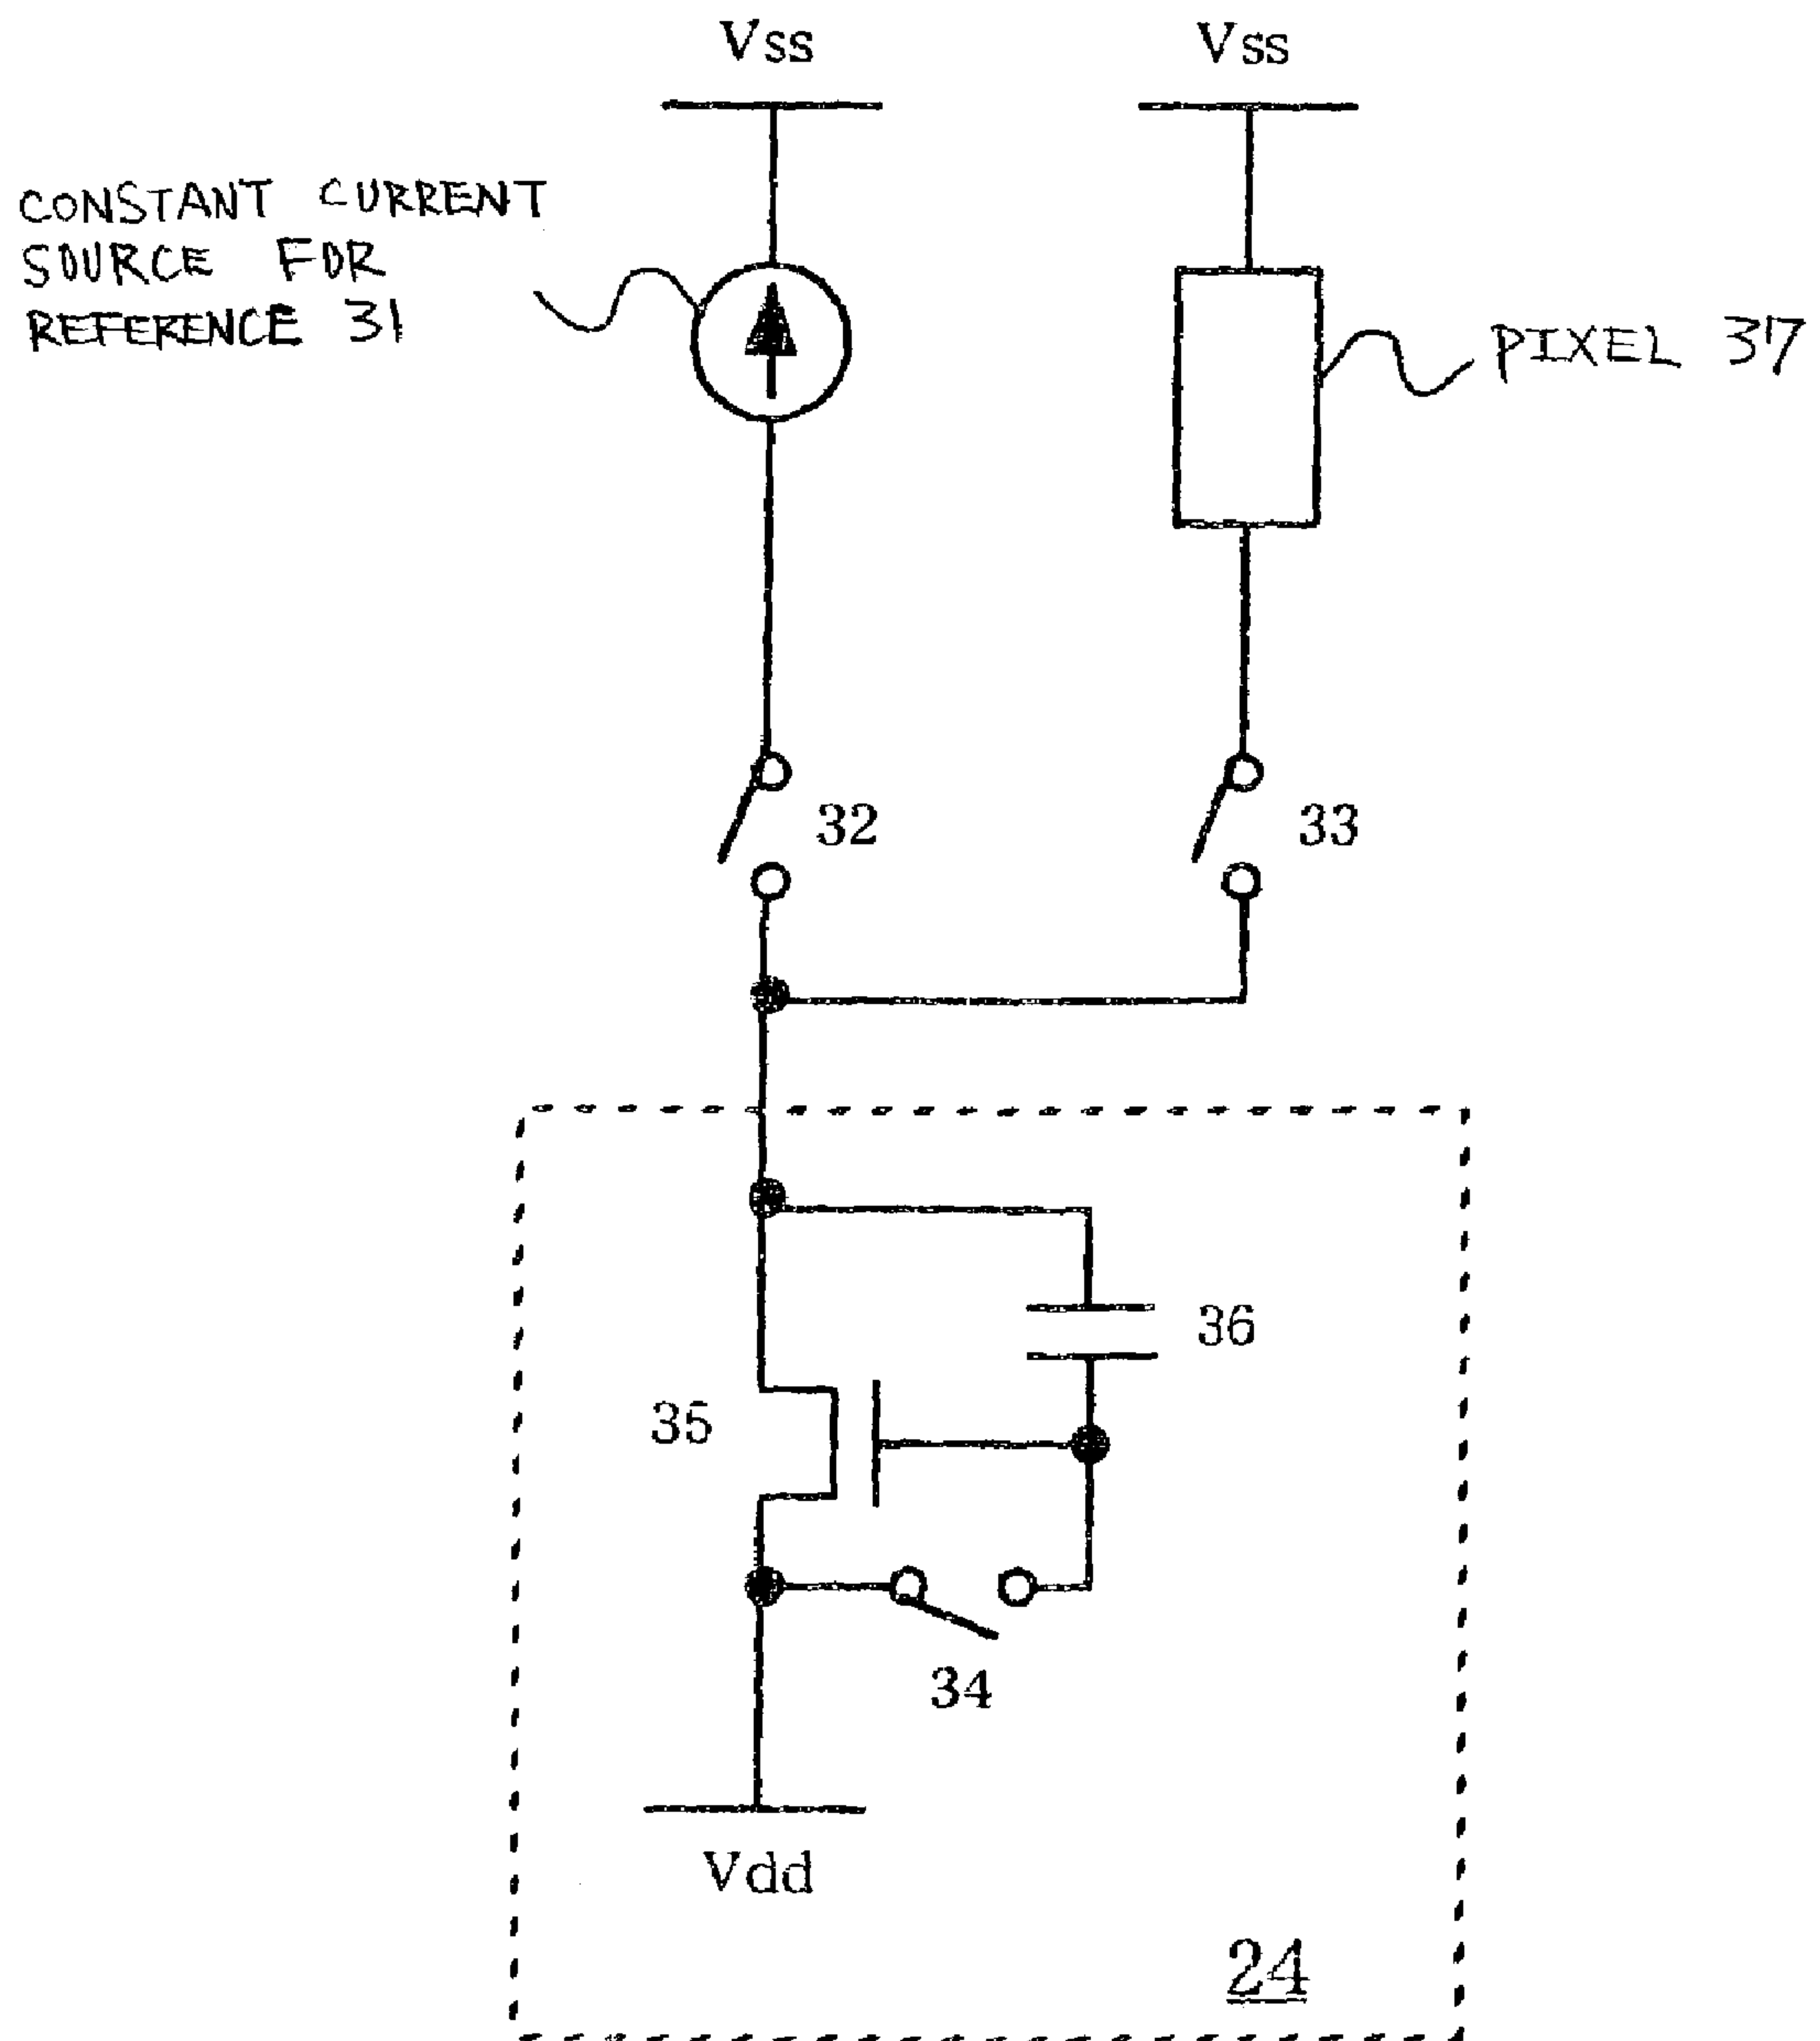 Vss
Vss
CONSTANT CURRENT
SOURCE FOR
REFERENCE 31
PIXEL 37
32
33
36
35
34
Vdd
24